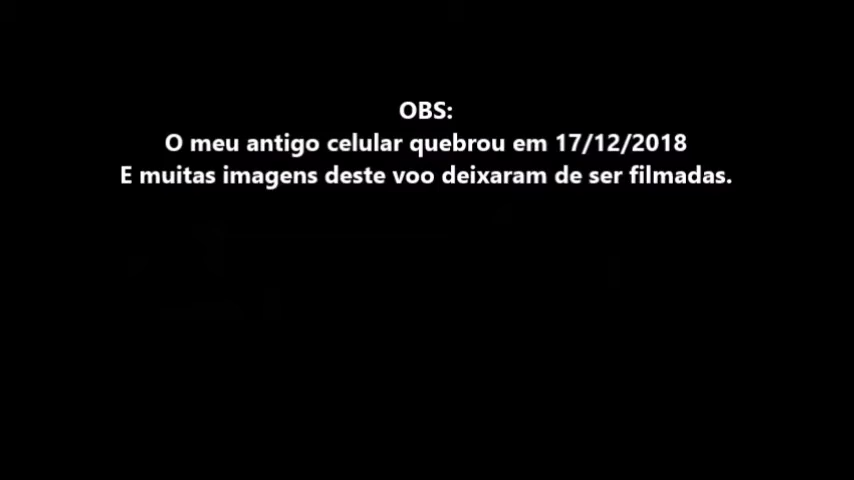 OBS:
O meu antigo celular quebrou em 17/12/2018
E muitas imagens deste voo deixaram de ser filmadas.